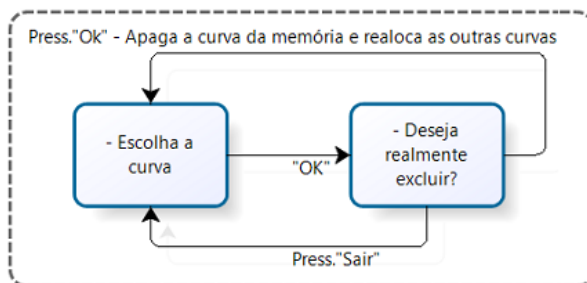 Press."Ok" - Apaga a curva da memória e realoca as outras curvas
- Escolha a
curva
"OK"
- Deseja
realmente
excluir?
Press."Sair"